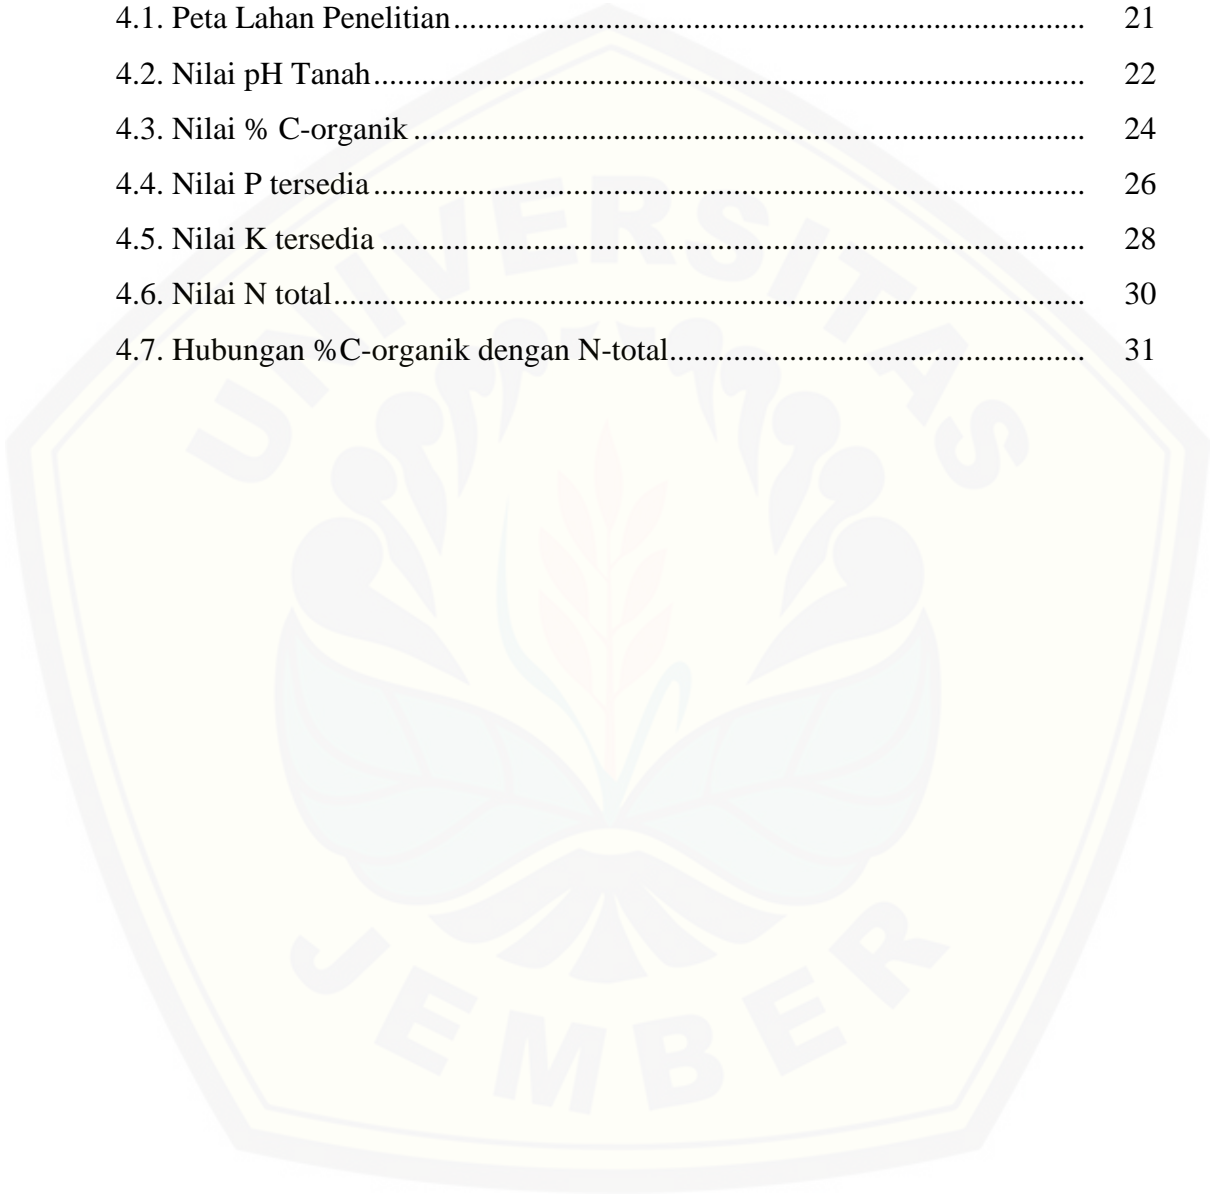 4.1. Peta Lahan Penelitian.............................................................................. 21
4.2. Nilai pH Tanah......................................................................................... 22
4.3. Nilai % C-organik .................................................................................... 24
4.4. Nilai P tersedia......................................................................................... 26
4.5. Nilai K tersedia ........................................................................................ 28
4.6. Nilai N total.............................................................................................. 30
4.7. Hubungan %C-organik dengan N-total.................................................... 31
UNIVERSITAS
JEMBER